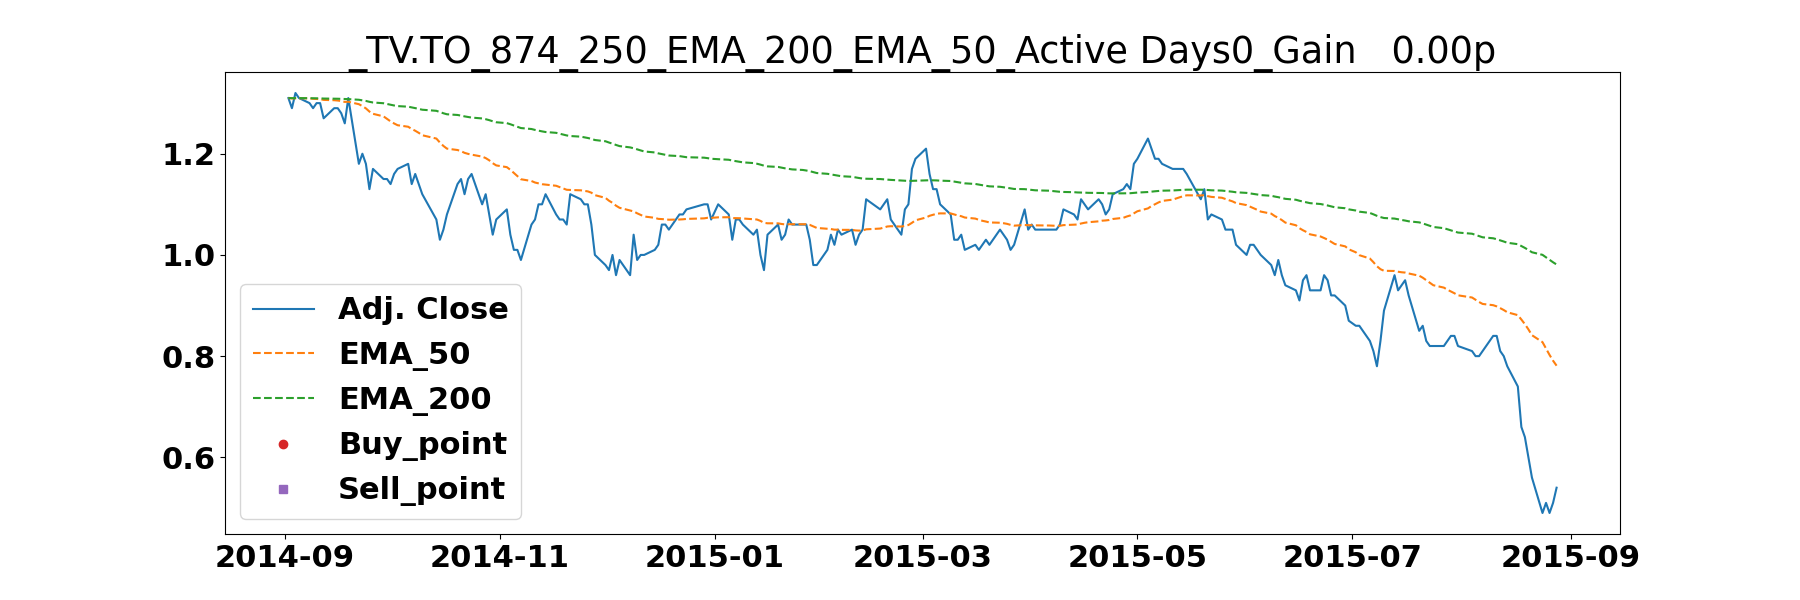 _TV.TO_874_250_EMA_200_EMA_50_Active Days0_Gain   0.00p
1.2
1.0
0.8
0.6
Adj. Close
EMA_50
EMA_200
Buy_point
Sell_point
2014-09 2014-11 2015-01 2015-03 2015-05 2015-07 2015-09